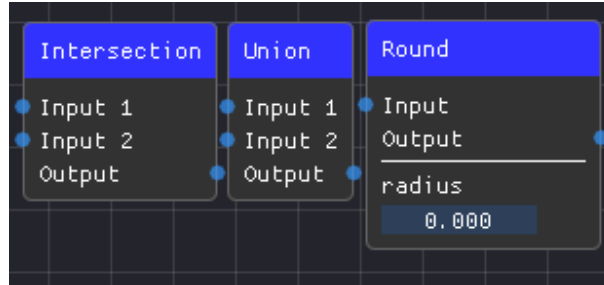 Intersection
Input 1
Input 2
Output
Union
Input 1
Input 2
Output
Round
Input
Output
radius
0.000